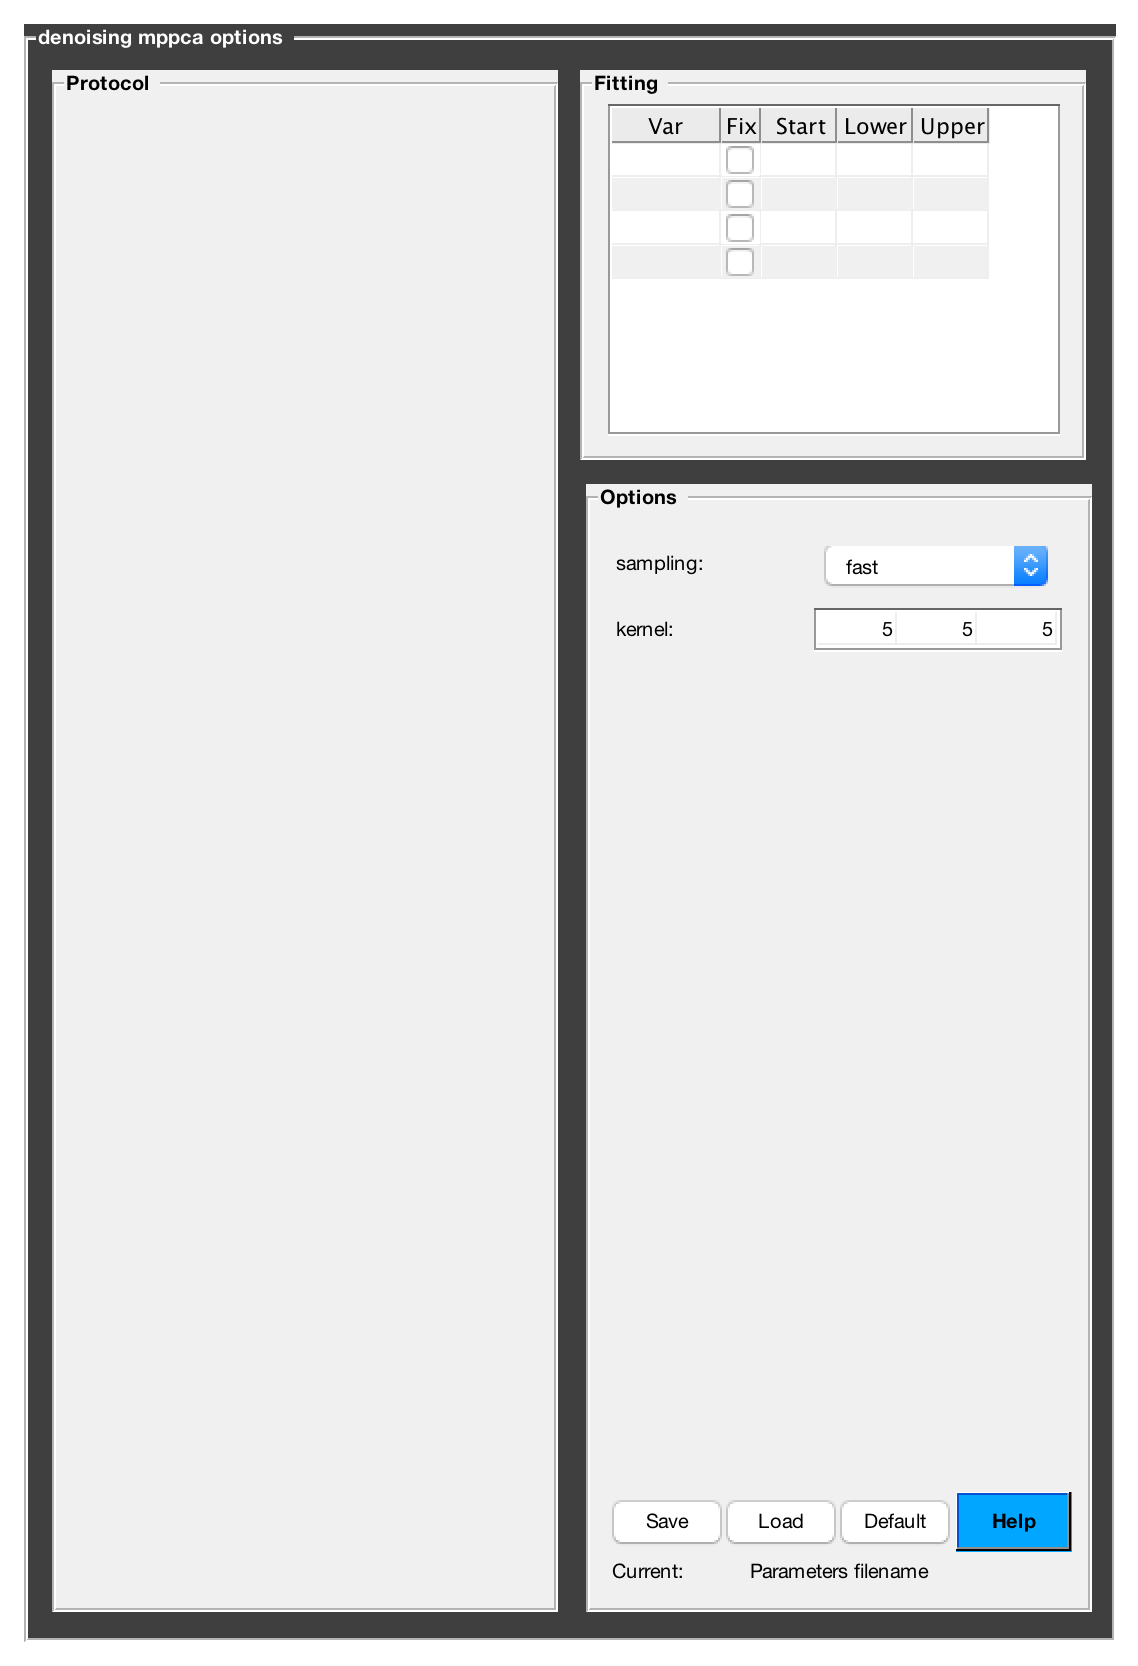 denoising mppca options
Protocol
Fitting
Var Fix Start Lower Upper
Options
sampling: fast
kernel: 5 5 5
Save Load Default Help
Current: Parameters filename